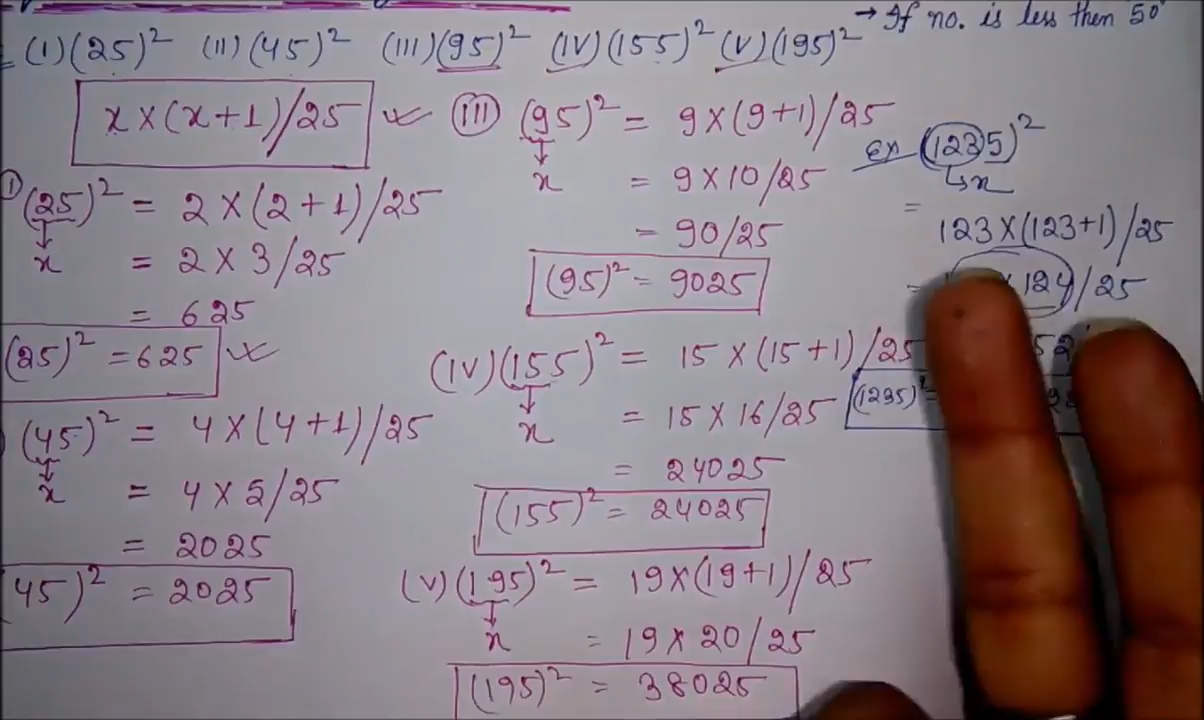 (I)(25)² (II)(45)² (III)(95)² (IV)(155)² (V)(195)²
→ If no. is less then 50
x×(x+1)/25
(25)² = 2×(2+1)/25
x = 2×3/25
= 625
(25)² = 625
(45)² = 4×(4+1)/25
x = 4×5/25
= 2025
45)² = 2025
(III) (95)² = 9×(9+1)/25
x = 9×10/25
= 90/25
(95)² = 9025
(IV)(155)² = 15×(15+1)/25
x = 15×16/25
= 24025
(155)² = 24025
(V)(195)² = 19×(19+1)/25
x = 19×20/25
(195)² = 38025
Ex (1235)²
↳x
=
123×(123+1)/25
= ×124/25
52
(1235)² =